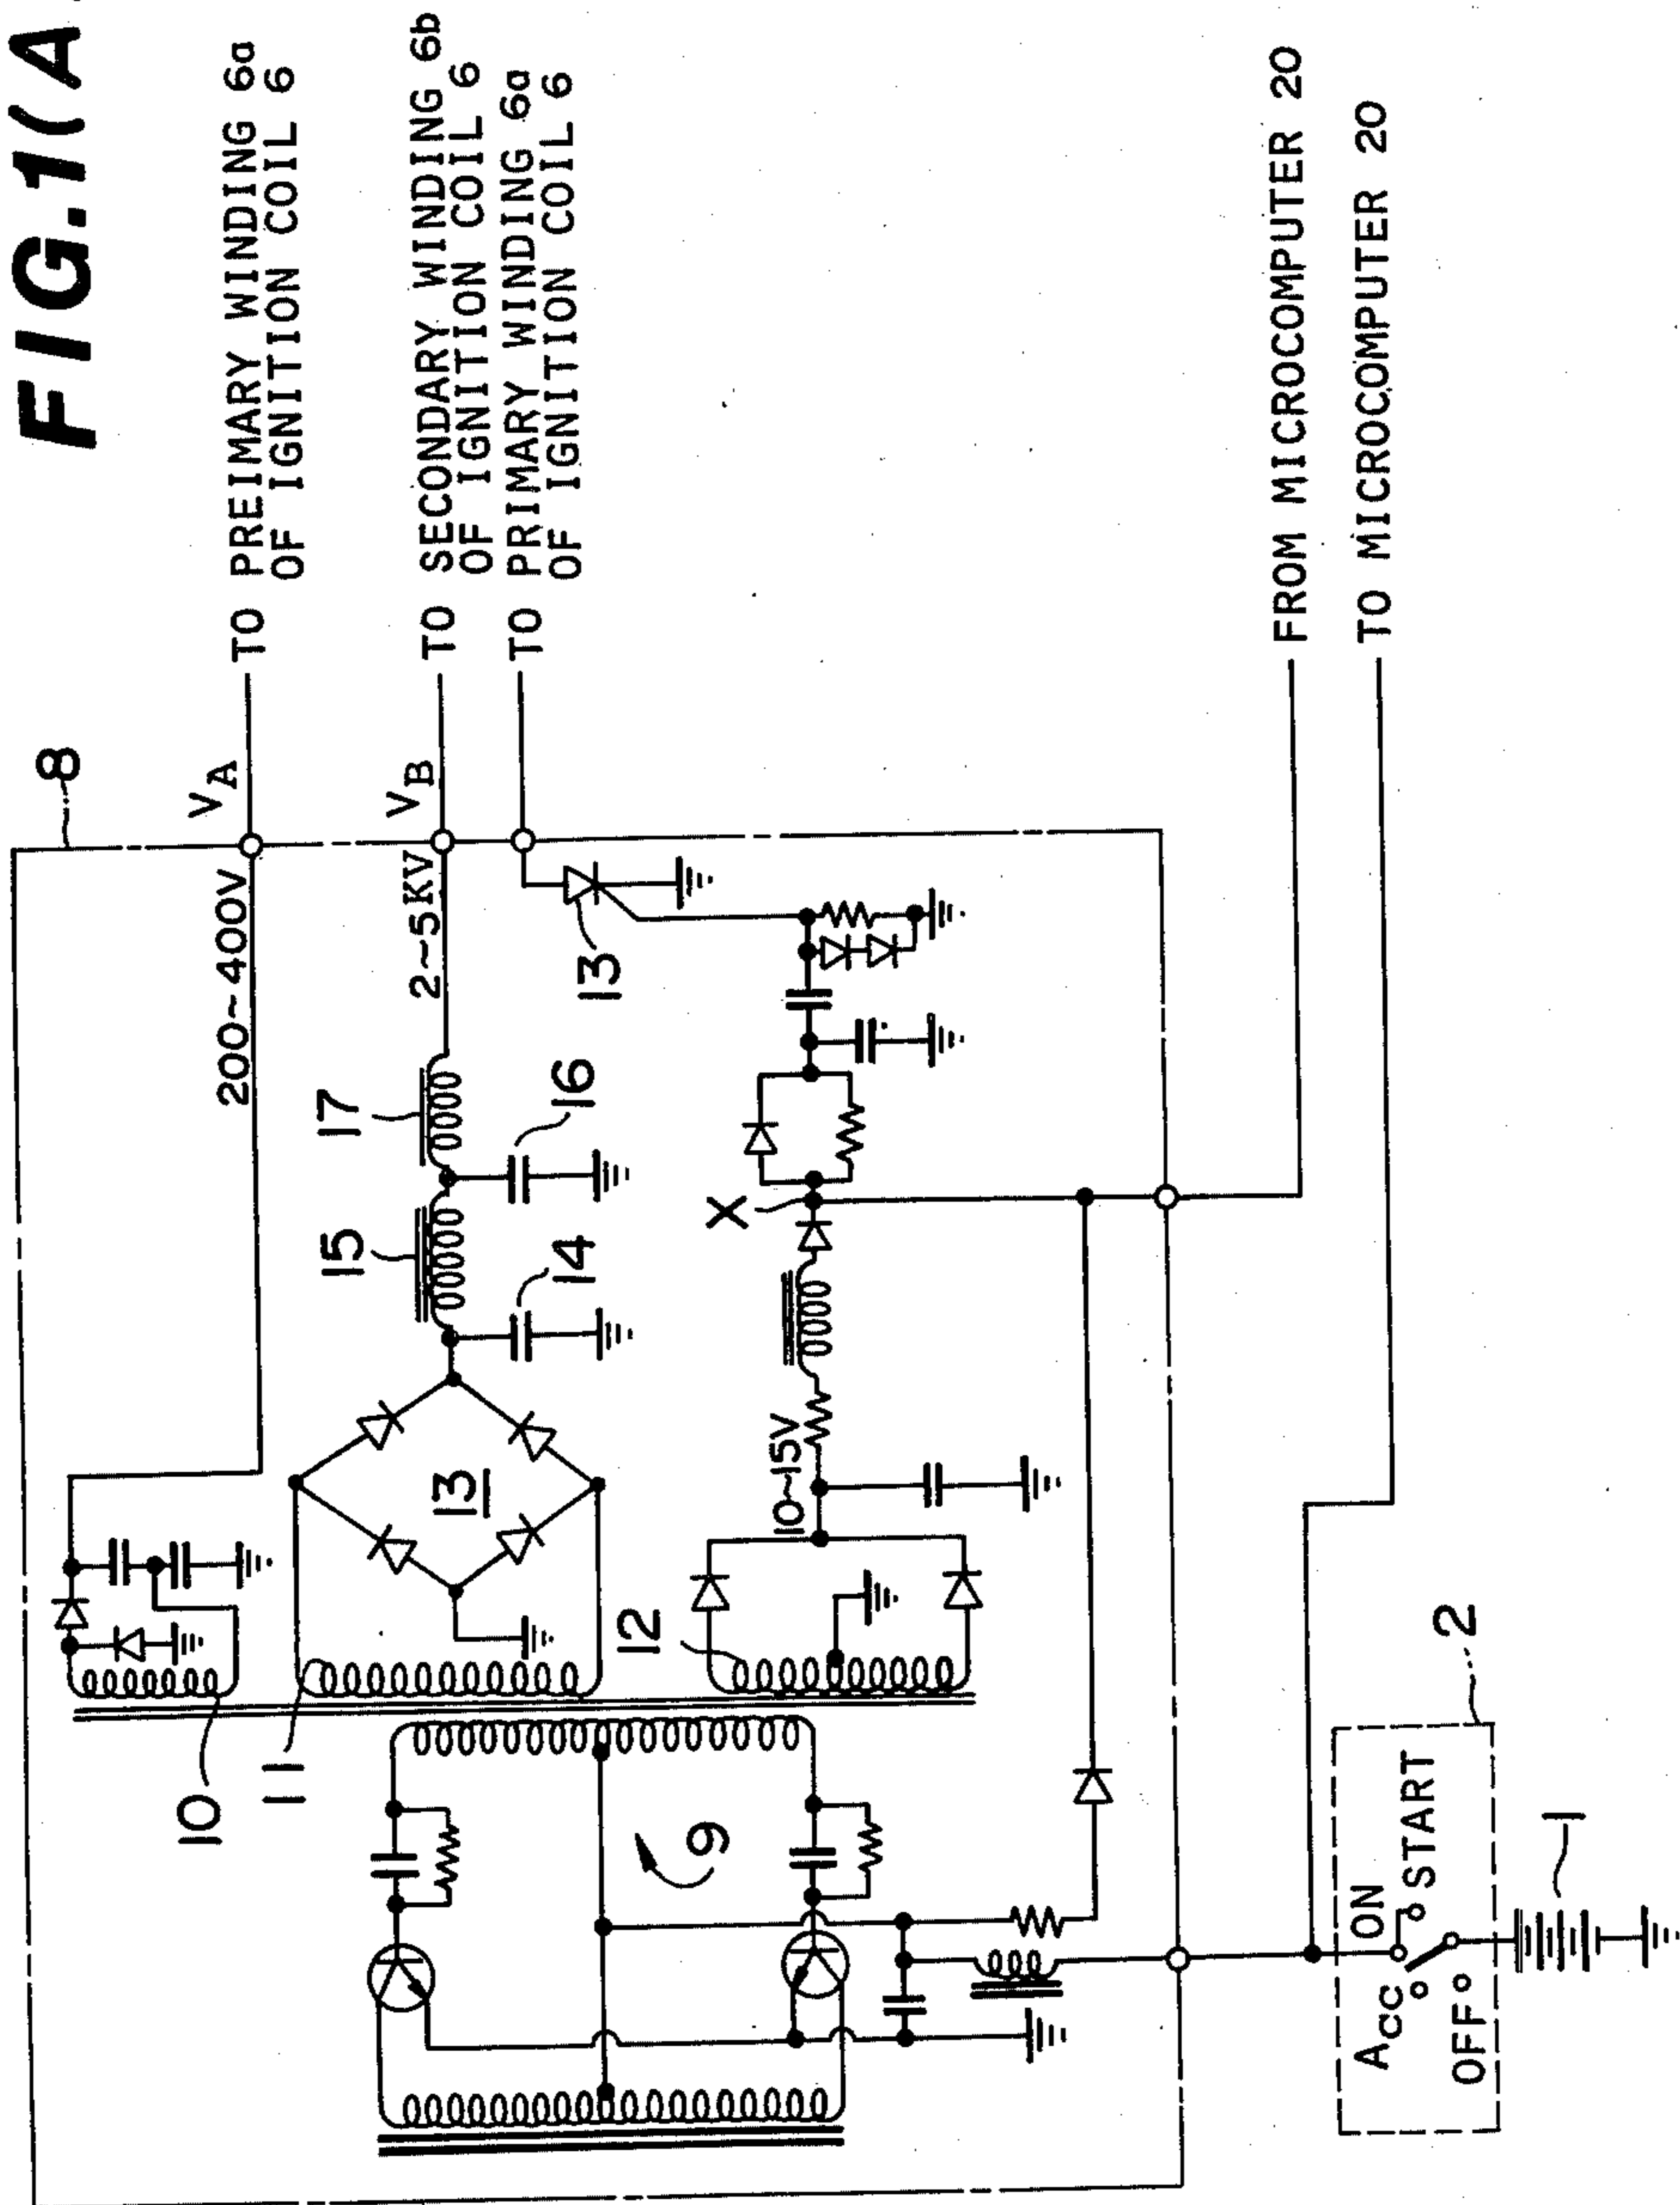 FIG.1(A
8
VA
TO PREIMARY WINDING 6a
OF IGNITION COIL 6
200~400V
VB
TO SECONDARY WINDING 6b
OF IGNITION COIL 6
2~5KV
TO PRIMARY WINDING 6a
OF IGNITION COIL 6
10
11
13
14
15
16
17
13
12
10~15V
X
9
FROM MICROCOMPUTER 20
TO MICROCOMPUTER 20
2
ACC
ON
START
OFF
1